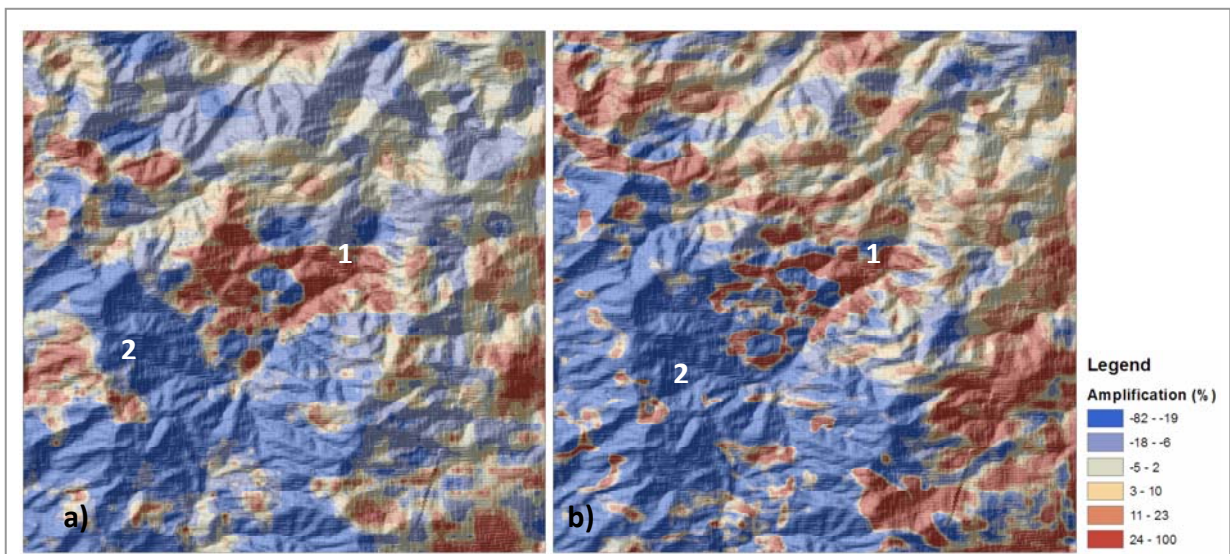 1
2
a)
1
2
b)
Legend
Amplification (%)
-82 - -19
-18 - -6
-5 - 2
3 - 10
11 - 23
24 - 100